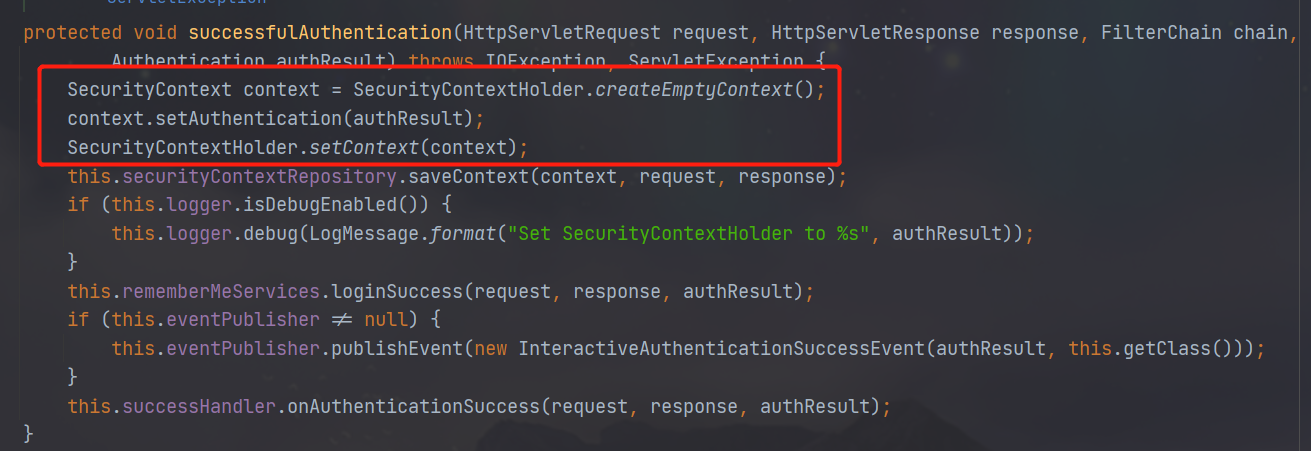 ServletException
protected void successfulAuthentication(HttpServletRequest request, HttpServletResponse response, FilterChain chain,
Authentication authResult) throws IOException, ServletException {
SecurityContext context = SecurityContextHolder.createEmptyContext();
context.setAuthentication(authResult);
SecurityContextHolder.setContext(context);
this.securityContextRepository.saveContext(context, request, response);
if (this.logger.isDebugEnabled()) {
this.logger.debug(LogMessage.format("Set SecurityContextHolder to %s", authResult));
}
this.rememberMeServices.loginSuccess(request, response, authResult);
if (this.eventPublisher ≠ null) {
this.eventPublisher.publishEvent(new InteractiveAuthenticationSuccessEvent(authResult, this.getClass()));
}
this.successHandler.onAuthenticationSuccess(request, response, authResult);
}